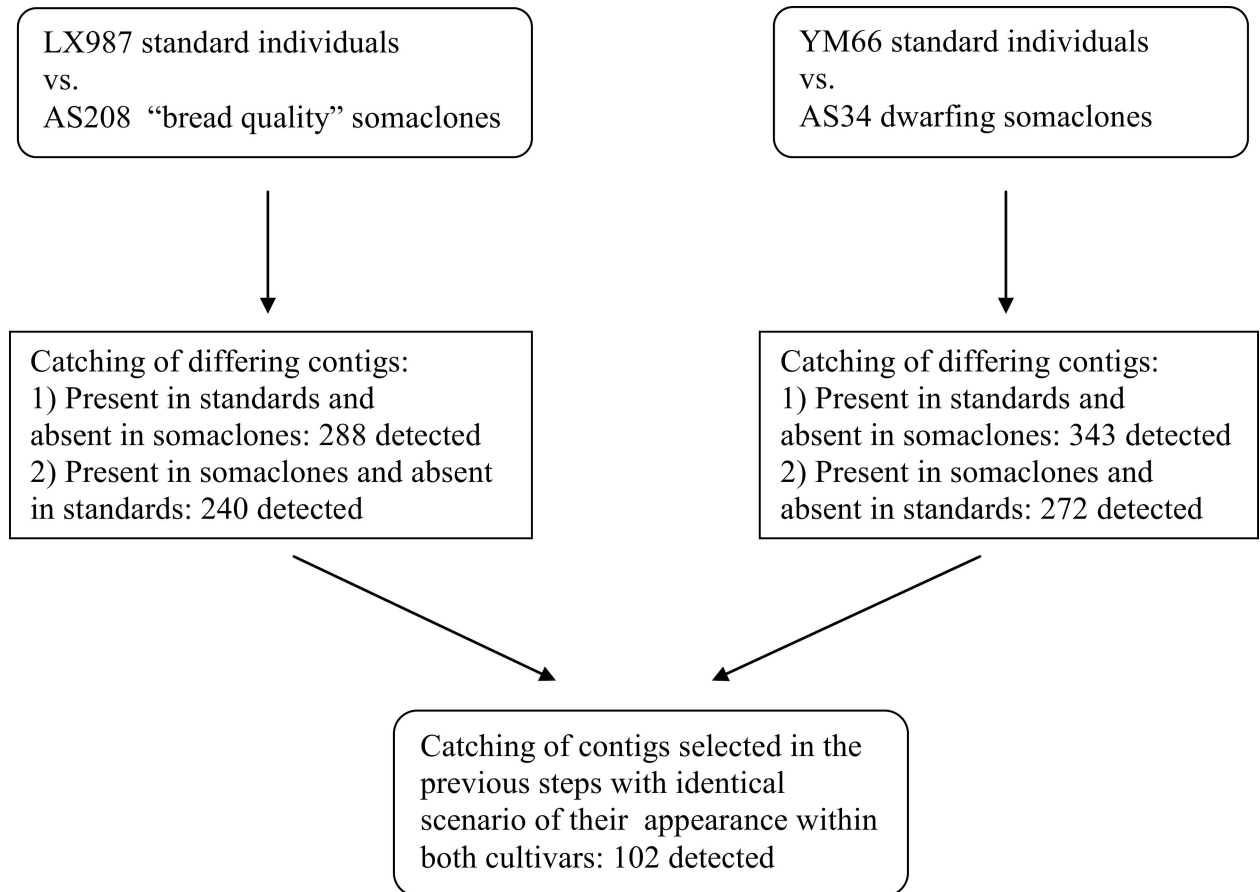 LX987 standard individuals
vs.
AS208 “bread quality” somaclones
YM66 standard individuals
vs.
AS34 dwarfing somaclones
Catching of differing contigs:
1) Present in standards and
absent in somaclones: 288 detected
2) Present in somaclones and absent
in standards: 240 detected
Catching of differing contigs:
1) Present in standards and
absent in somaclones: 343 detected
2) Present in somaclones and
absent in standards: 272 detected
Catching of contigs selected in the
previous steps with identical
scenario of their appearance within
both cultivars: 102 detected